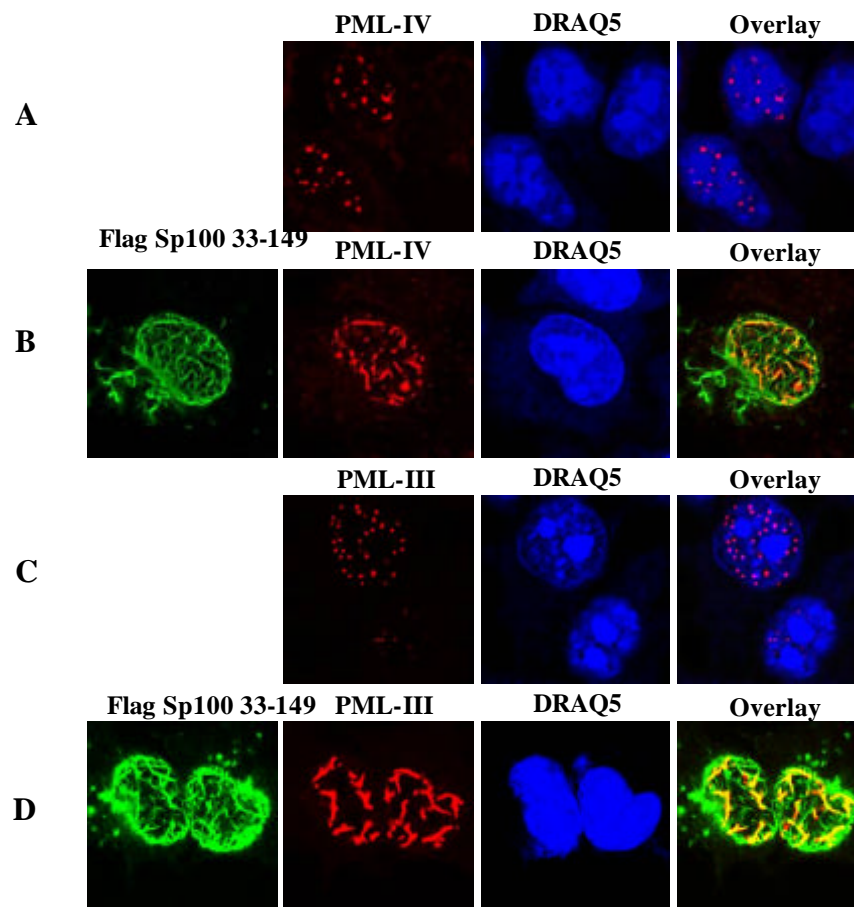 PML-IV DRAQ5 Overlay
A
Flag Sp100 33-149 PML-IV DRAQ5 Overlay
B
PML-III DRAQ5 Overlay
C
Flag Sp100 33-149 PML-III DRAQ5 Overlay
D